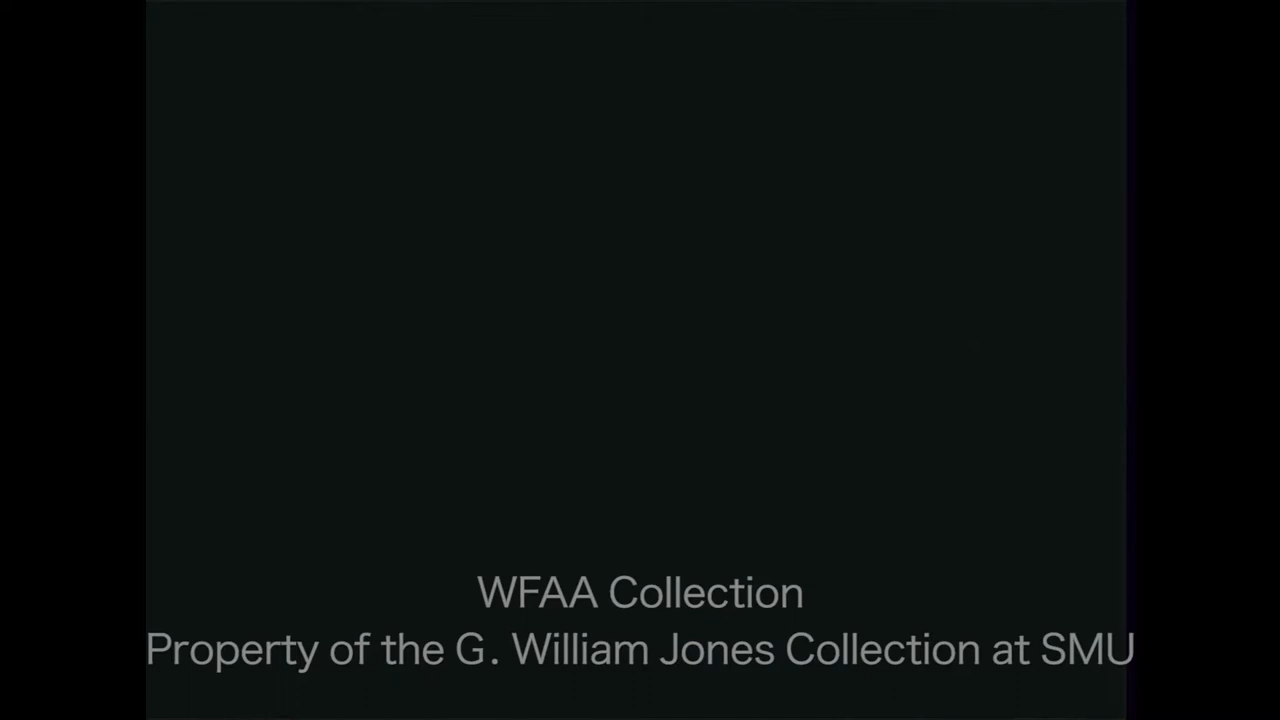 WFAA Collection
Property of the G. William Jones Collection at SMU